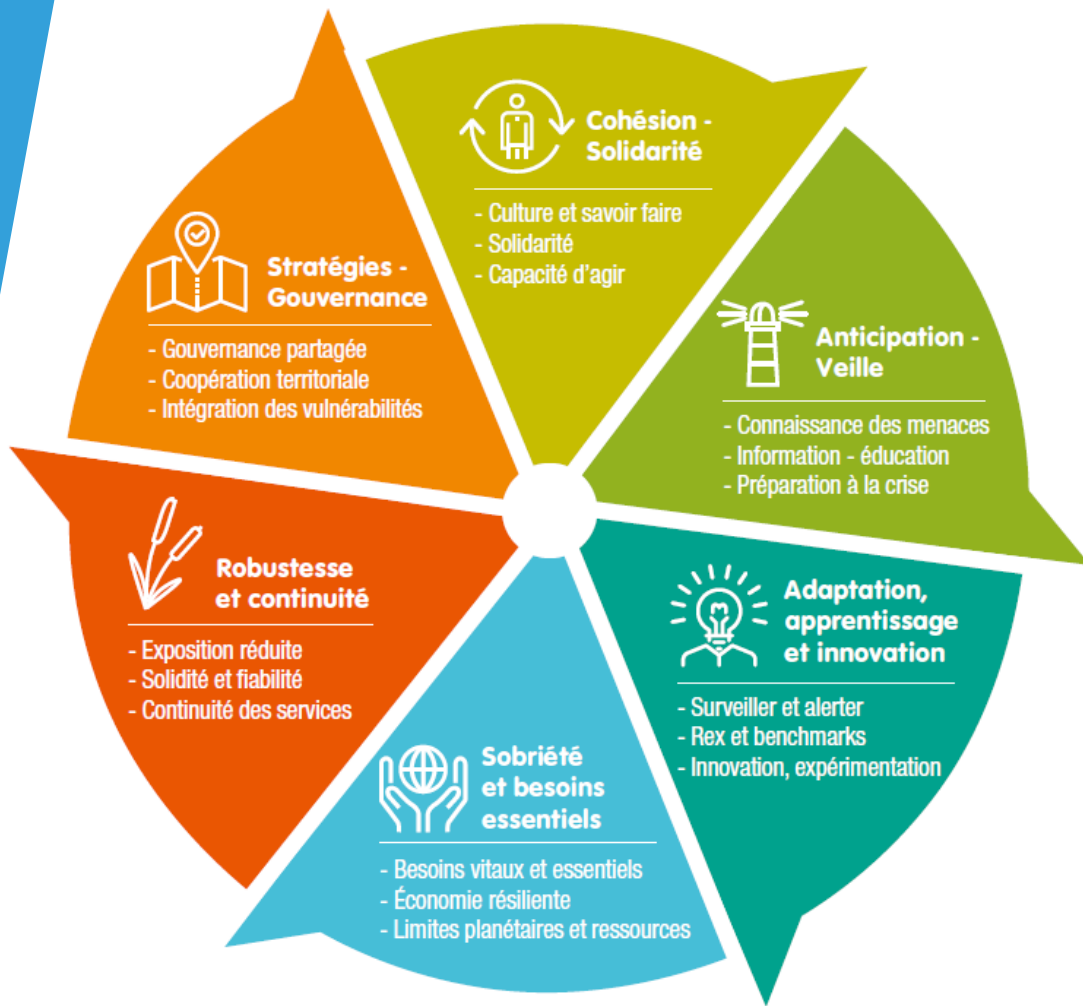 Cohésion -
Solidarité
- Culture et savoir faire
- Solidarité
- Capacité d'agir
Anticipation -
Veille
- Connaissance des menaces
- Information - éducation
- Préparation à la crise
Adaptation,
apprentissage
et innovation
- Surveiller et alerter
- Rex et benchmarks
- Innovation, expérimentation
Sobriété
et besoins
essentiels
- Besoins vitaux et essentiels
- Économie résiliente
- Limites planétaires et ressources
Robustesse
et continuité
- Exposition réduite
- Solidité et fiabilité
- Continuité des services
Stratégies -
Gouvernance
- Gouvernance partagée
- Coopération territoriale
- Intégration des vulnérabilités